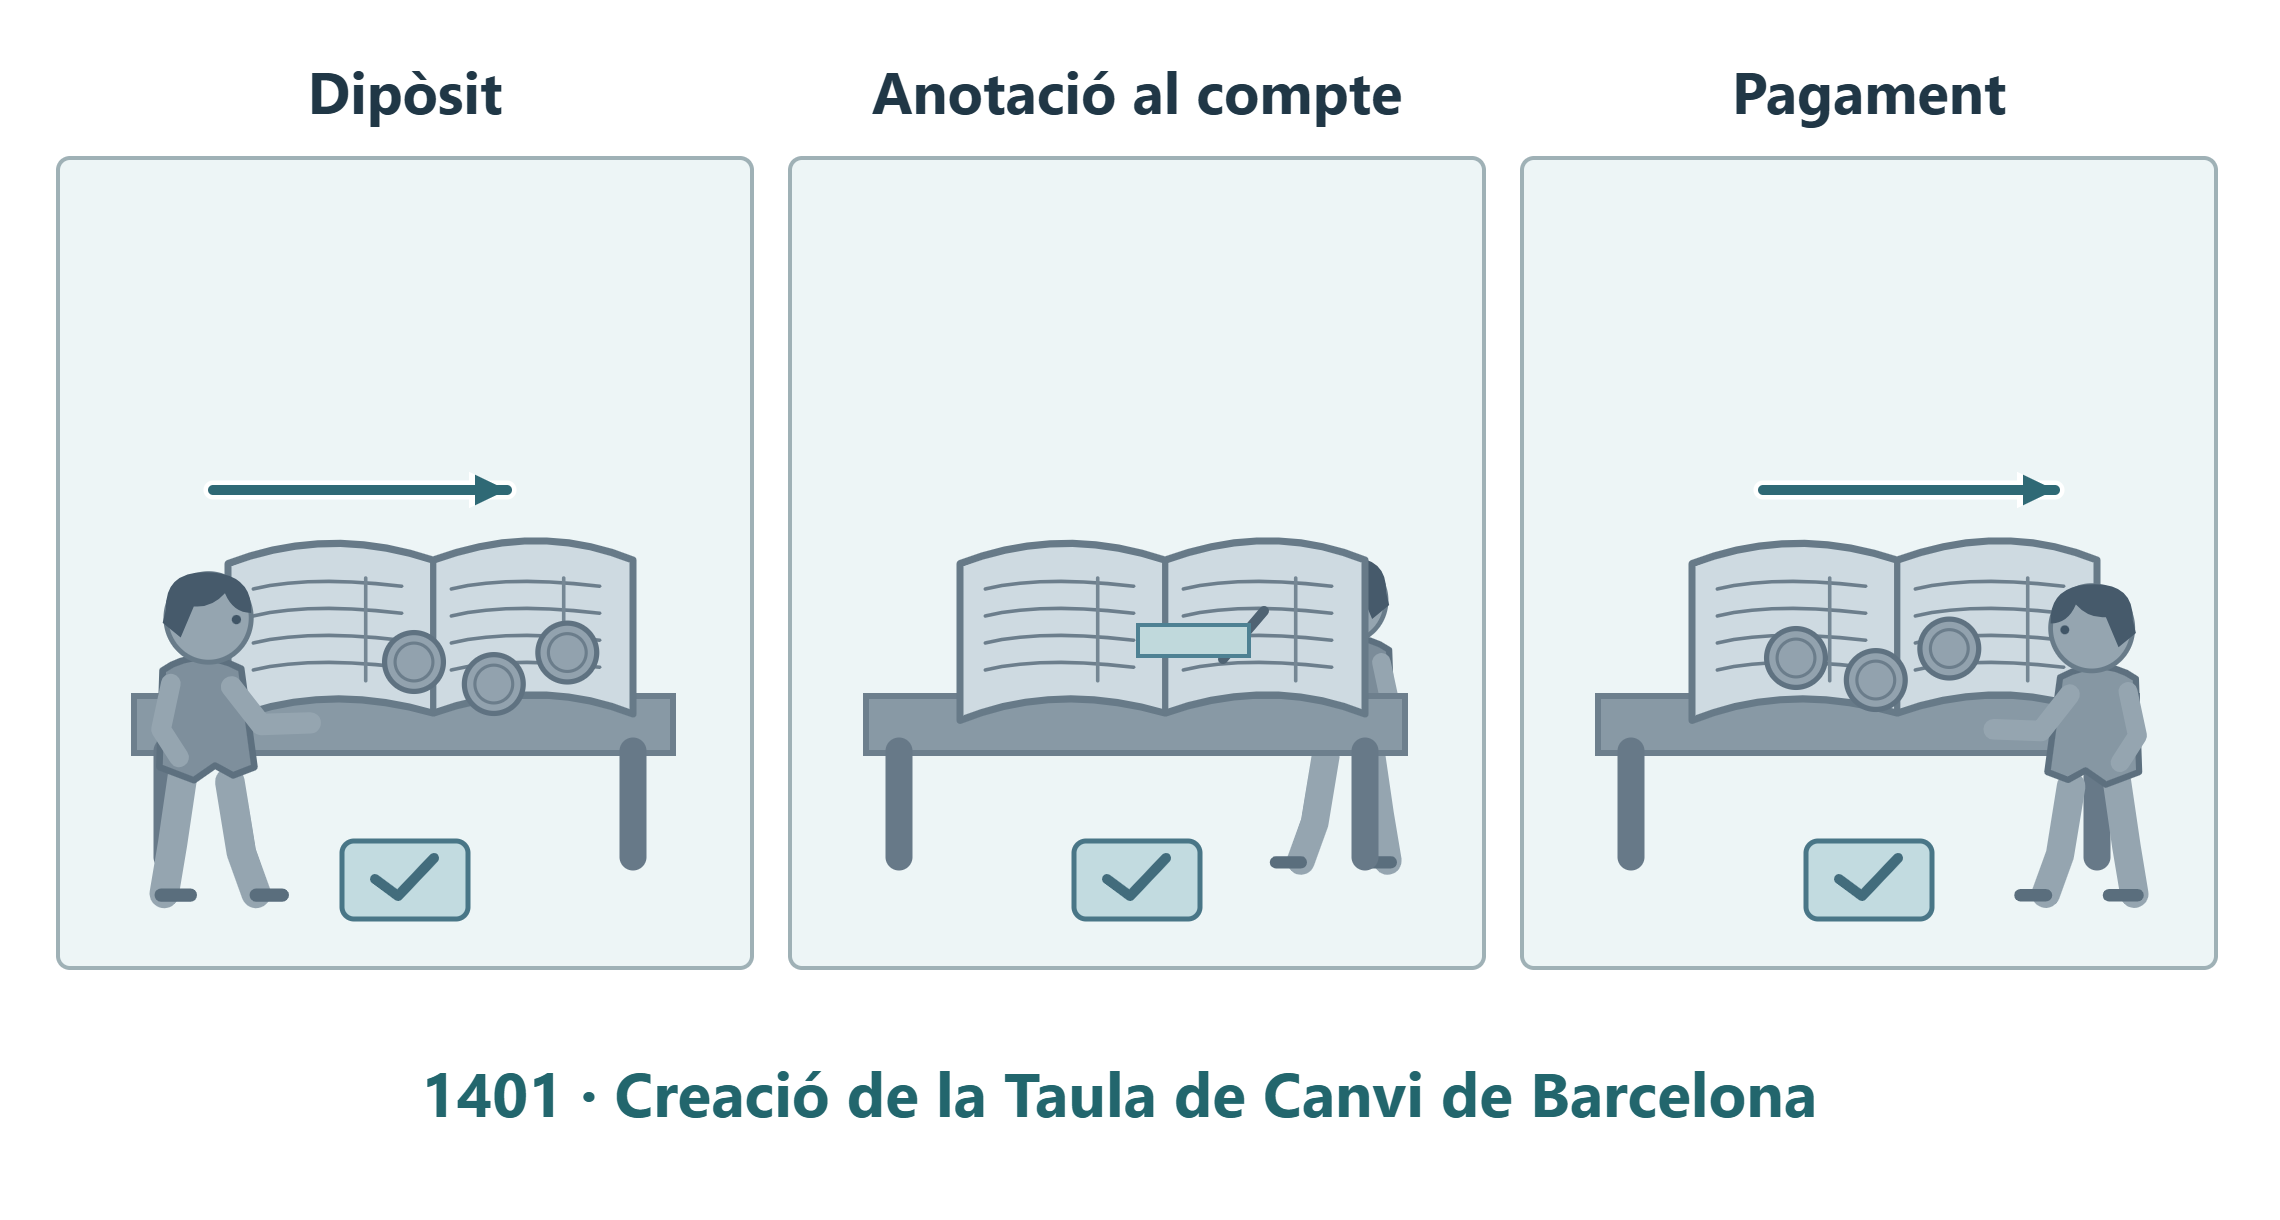 Dipòsit
Anotació al compte
Pagament
1401 · Creació de la Taula de Canvi de Barcelona